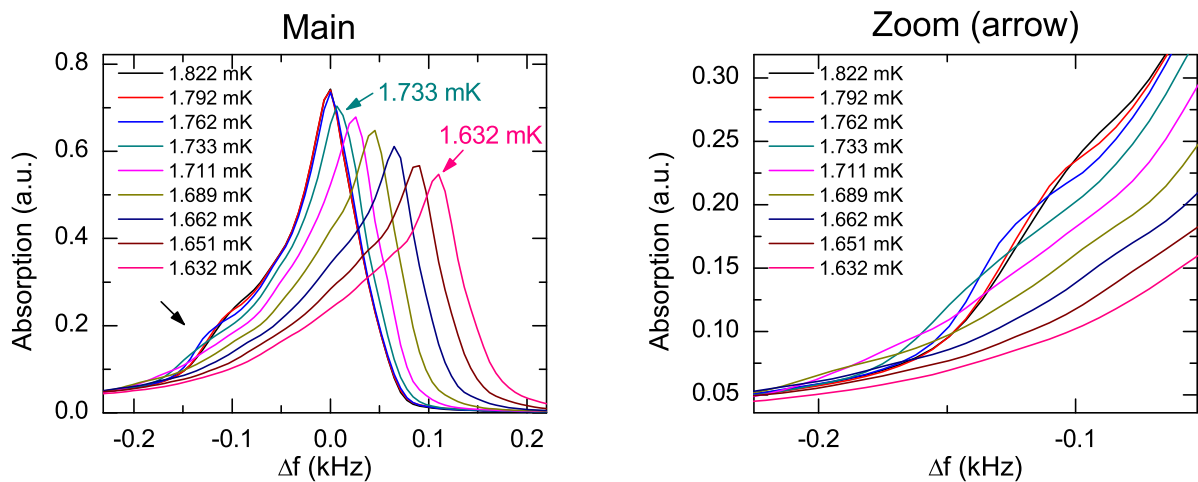 Main
0.8
0.6
0.4
0.2
0.0
Absorption (a.u.)
1.822 mK
1.792 mK
1.762 mK
1.733 mK
1.711 mK
1.689 mK
1.662 mK
1.651 mK
1.632 mK
1.733 mK
1.632 mK
-0.2
-0.1
0.0
0.1
0.2
Δf (kHz)
Zoom (arrow)
0.30
0.25
0.20
0.15
0.10
0.05
Absorption (a.u.)
1.822 mK
1.792 mK
1.762 mK
1.733 mK
1.711 mK
1.689 mK
1.662 mK
1.651 mK
1.632 mK
-0.2
-0.1
Δf (kHz)